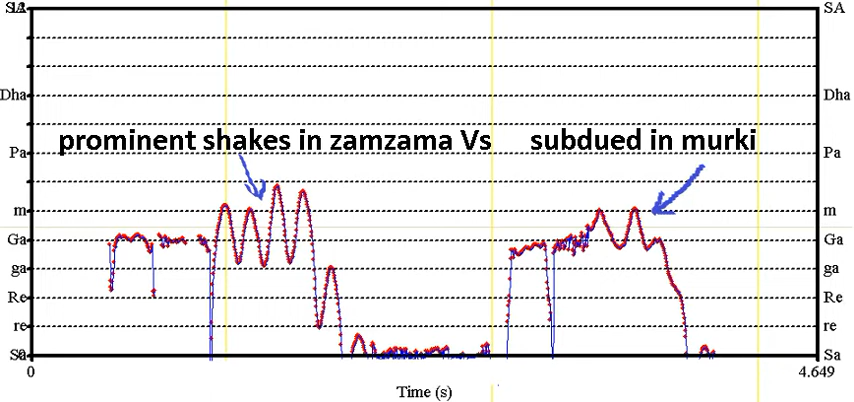 SA SA
Dha Dha
prominent shakes in zamzama Vs subdued in murki
Pa Pa
m m
Ga Ga
ga ga
Re Re
re re
Sa Sa
0 4.649
Time (s)